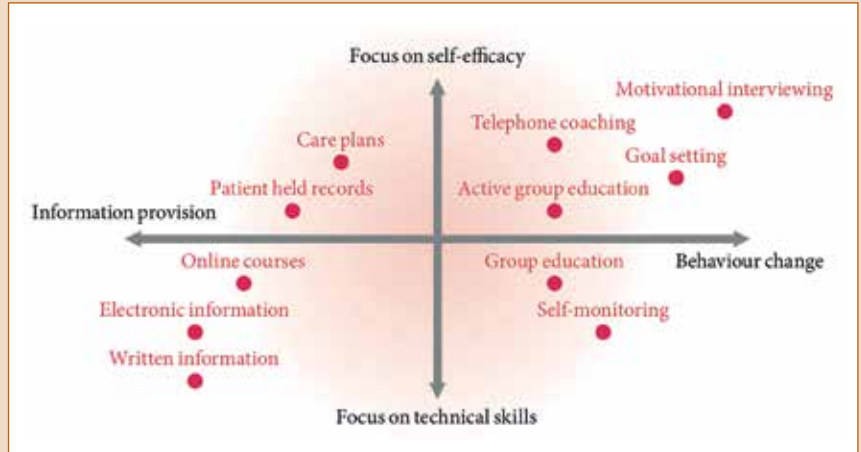 Focus on self-efficacy
Motivational interviewing
Telephone coaching
Care plans
Goal setting
Patient held records
Active group education
Information provision
Online courses
Group education
Behaviour change
Electronic information
Self-monitoring
Written information
Focus on technical skills